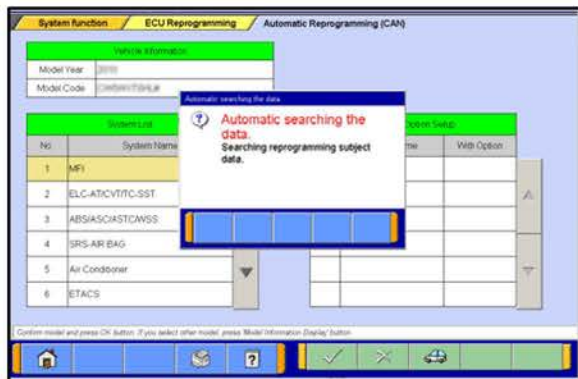 System function
ECU Reprogramming
Automatic Reprogramming (CAN)
Vehicle Information
Model Year
Model Code
Automatic searching the data
Automatic searching the
data.
Searching reprogramming subject
data.
System List
Option Setup
No
System Name
With Option
1 MFI
2 ELC-AT/CVT/TC-SST
3 ABS/ASC/ASTC/WSS
4 SRS-AIR BAG
5 Air Conditioner
6 ETACS
Confirm model and press OK button. If you select other model, press 'Model Information Display' button.